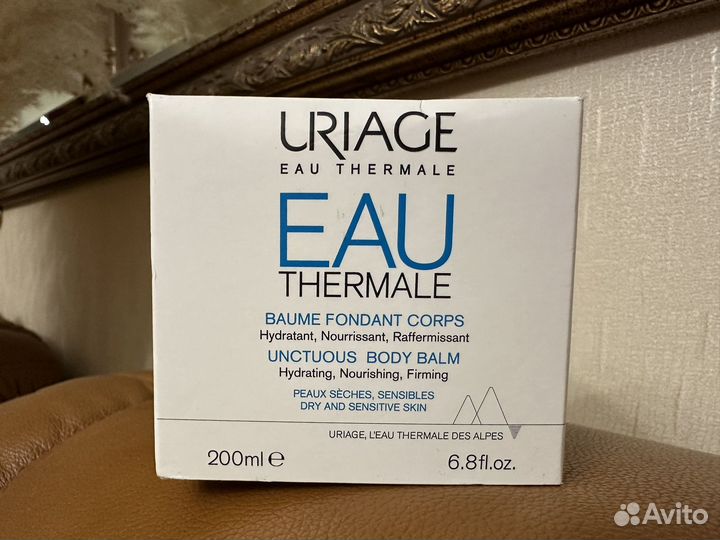 URIAGE
EAU THERMALE
EAU
THERMALE
BAUME FONDANT CORPS
Hydratant, Nourrissant, Raffermissant
UNCTUOUS BODY BALM
Hydrating, Nourishing, Firming
PEAUX SÈCHES, SENSIBLES
DRY AND SENSITIVE SKIN
URIAGE, L'EAU THERMALE DES ALPES
200ml e 6.8fl.oz.
Avito